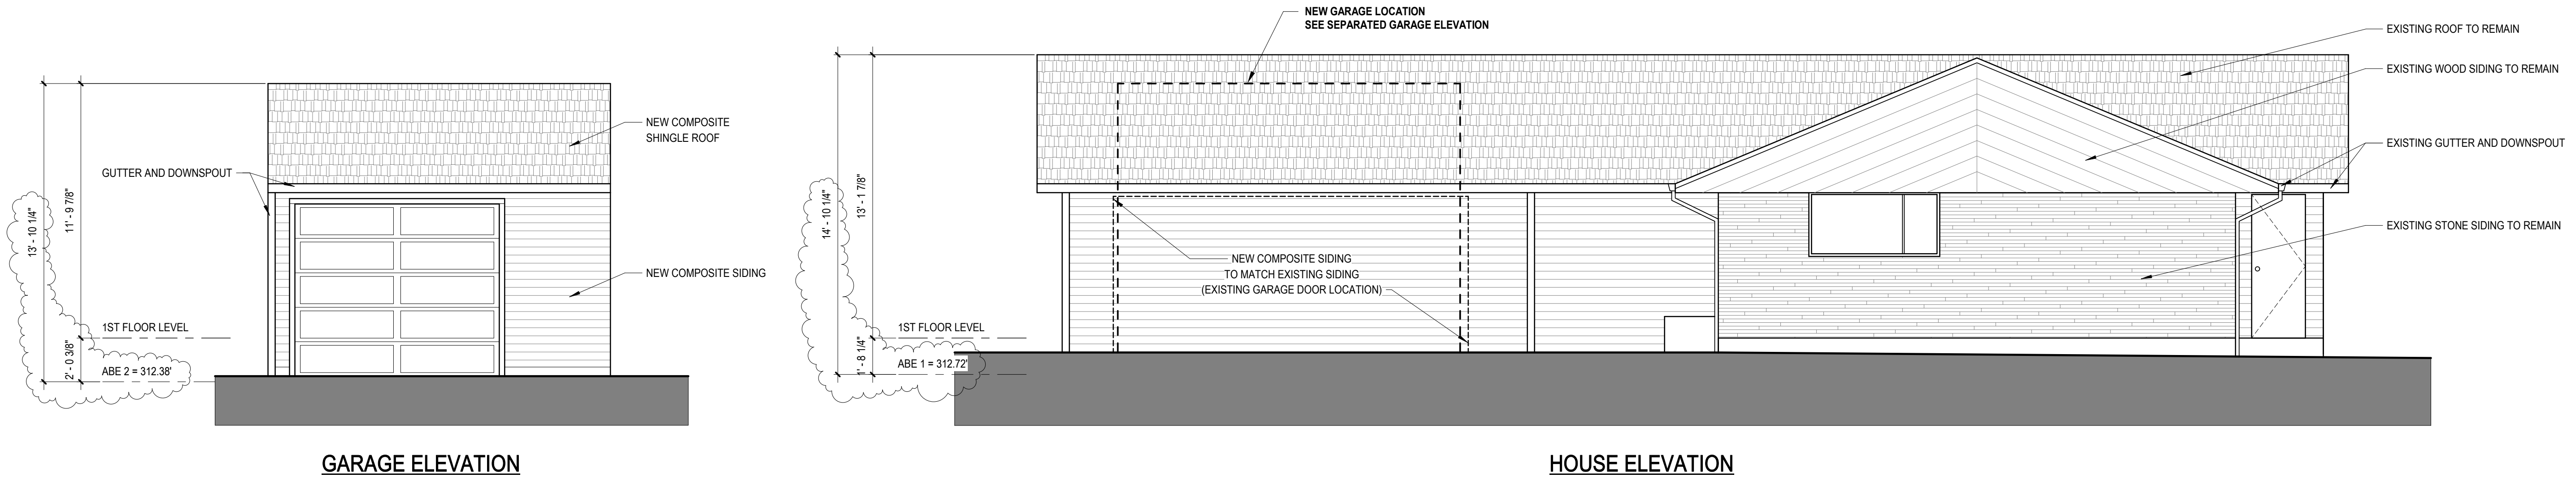 NEW GARAGE LOCATION
SEE SEPARATED GARAGE ELEVATION
13' - 10 1/4"
11' - 9 7/8"
2' - 0 3/8"
GUTTER AND DOWNSPOUT
1ST FLOOR LEVEL
ABE 2 = 312.38'
NEW COMPOSITE
SHINGLE ROOF
NEW COMPOSITE SIDING
GARAGE ELEVATION
14' - 10 1/4"
13' - 1 7/8"
1' - 8 1/4"
1ST FLOOR LEVEL
ABE 1 = 312.72'
NEW COMPOSITE SIDING
TO MATCH EXISTING SIDING
(EXISTING GARAGE DOOR LOCATION)
EXISTING ROOF TO REMAIN
EXISTING WOOD SIDING TO REMAIN
EXISTING GUTTER AND DOWNSPOUT
EXISTING STONE SIDING TO REMAIN
HOUSE ELEVATION